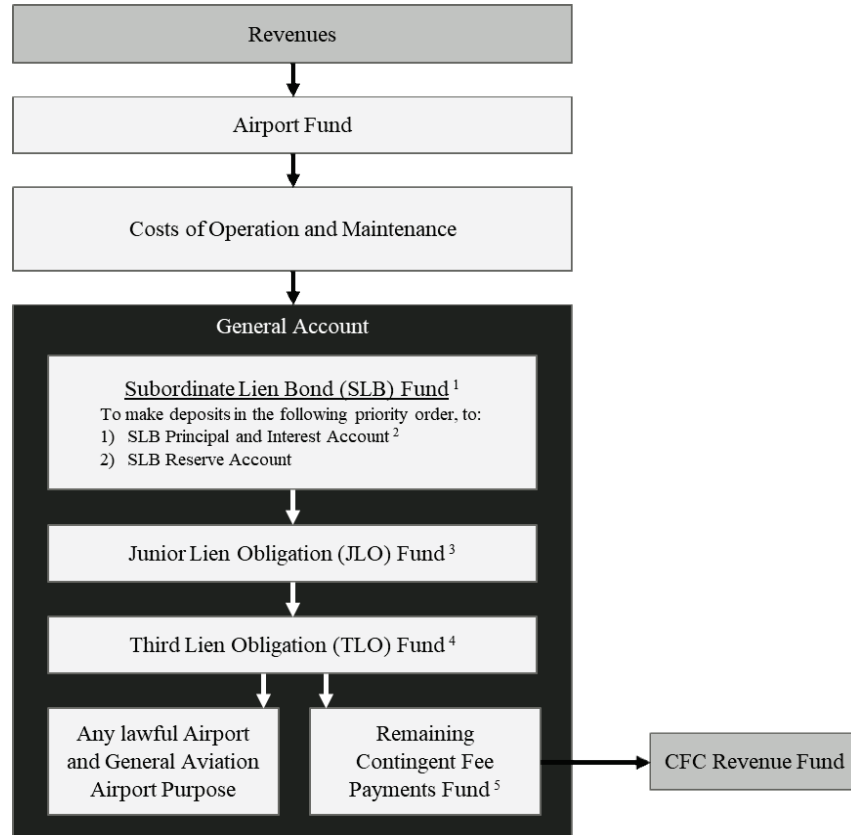 Revenues
Airport Fund
Costs of Operation and Maintenance
General Account
Subordinate Lien Bond (SLB) Fund 1
To make deposits in the following priority order, to:
1) SLB Principal and Interest Account 2
2) SLB Reserve Account
Junior Lien Obligation (JLO) Fund 3
Third Lien Obligation (TLO) Fund 4
Any lawful Airport
and General Aviation
Airport Purpose
Remaining
Contingent Fee
Payments Fund 5
CFC Revenue Fund